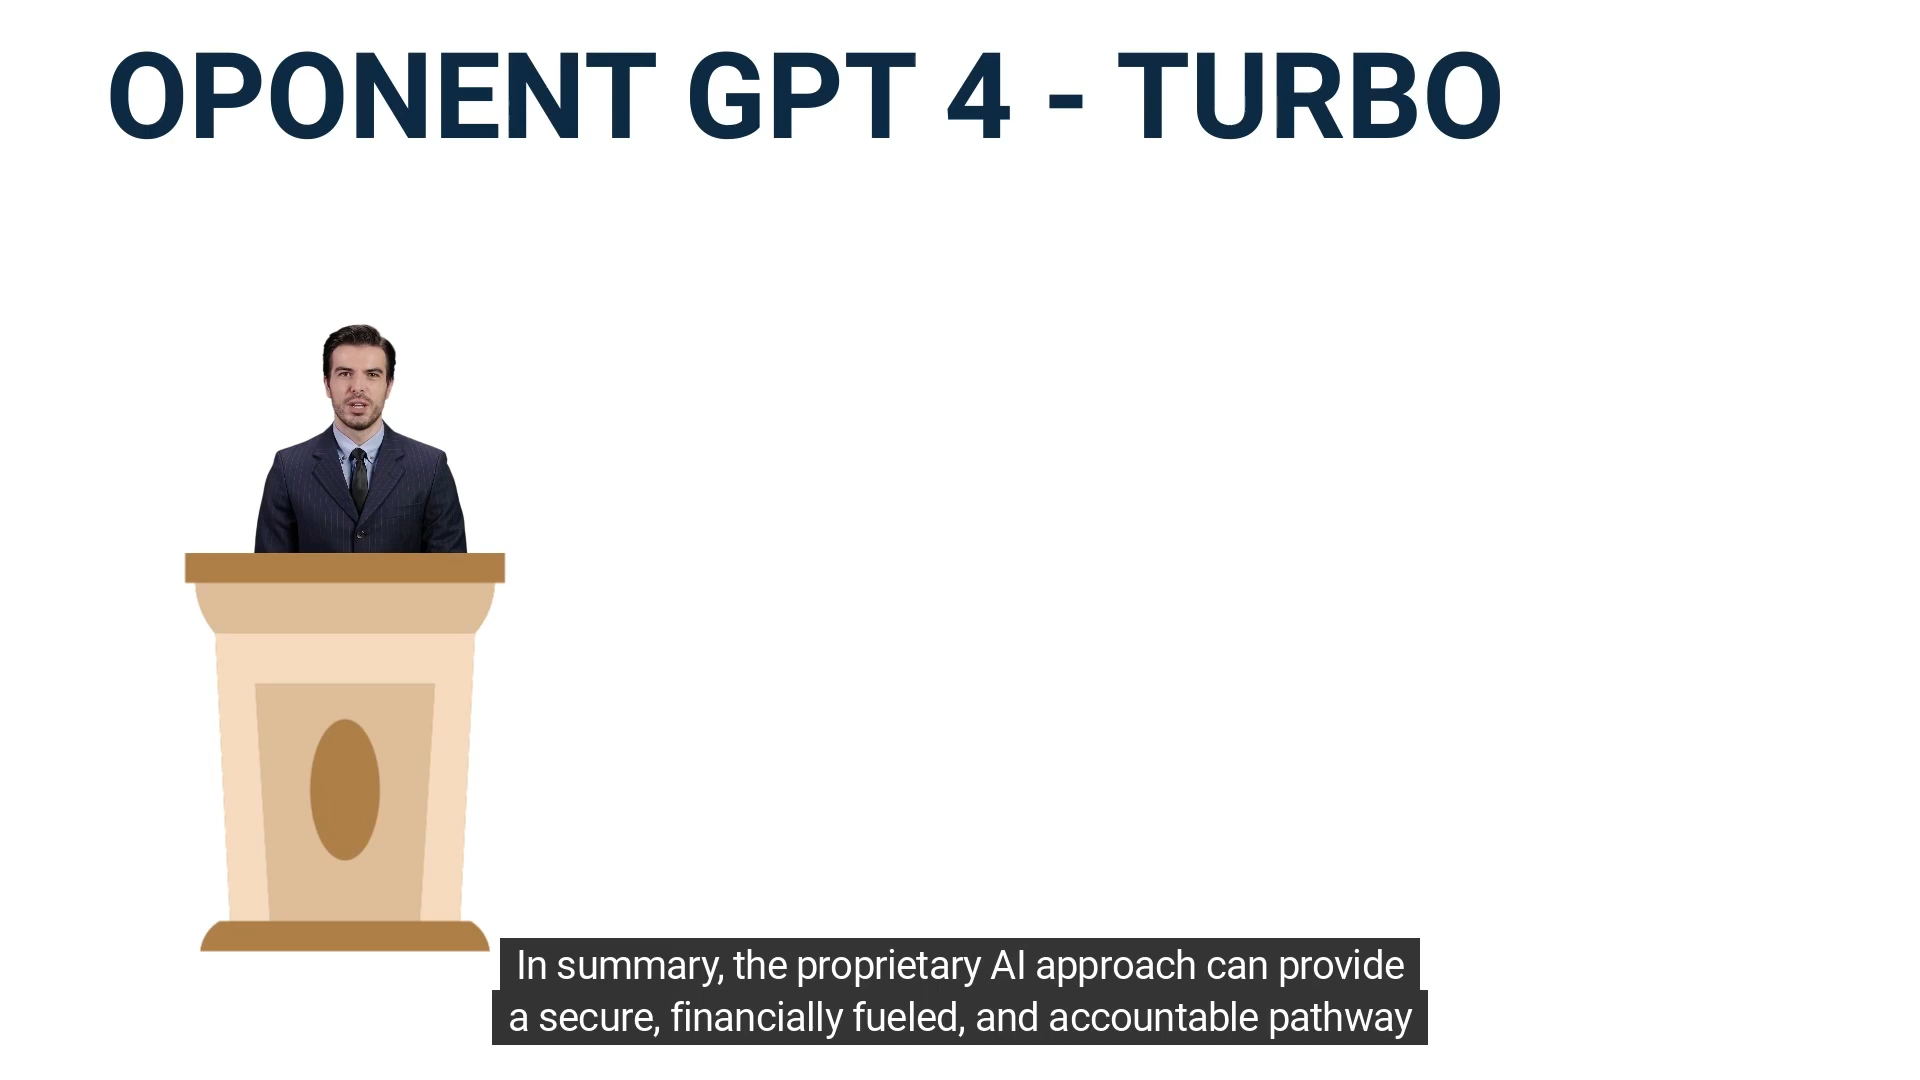 OPONENT GPT 4 - TURBO
In summary, the proprietary AI approach can provide
a secure, financially fueled, and accountable pathway